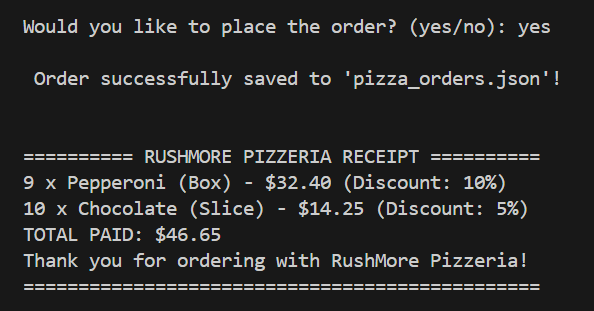 Would you like to place the order? (yes/no): yes
Order successfully saved to 'pizza_orders.json'!
========== RUSHMORE PIZZERIA RECEIPT ==========
9 x Pepperoni (Box) - $32.40 (Discount: 10%)
10 x Chocolate (Slice) - $14.25 (Discount: 5%)
TOTAL PAID: $46.65
Thank you for ordering with RushMore Pizzeria!
===============================================